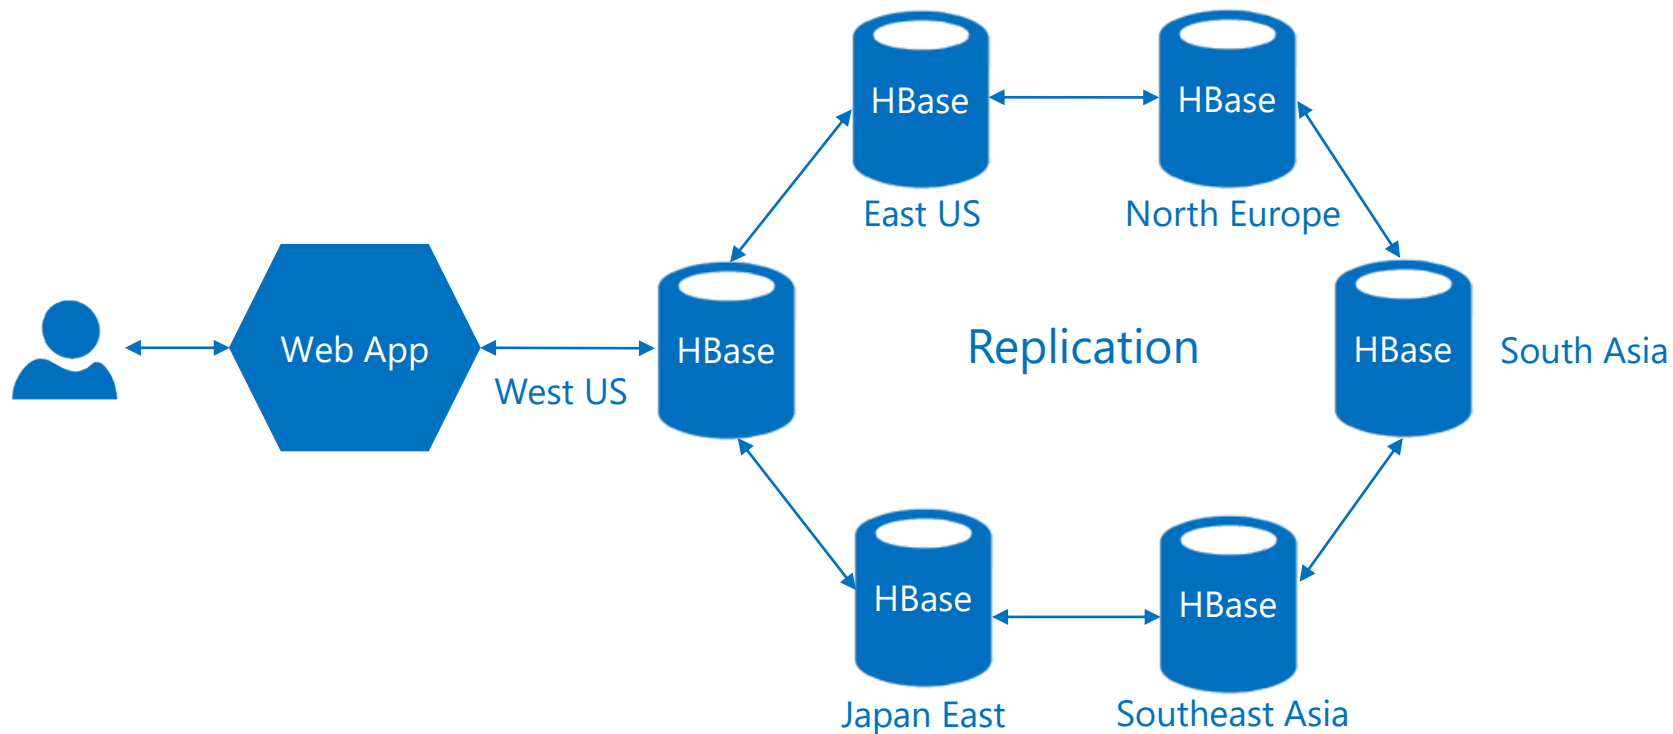 HBase
HBase
East US
North Europe
Web App
West US
HBase
Replication
HBase
South Asia
HBase
HBase
Japan East
Southeast Asia